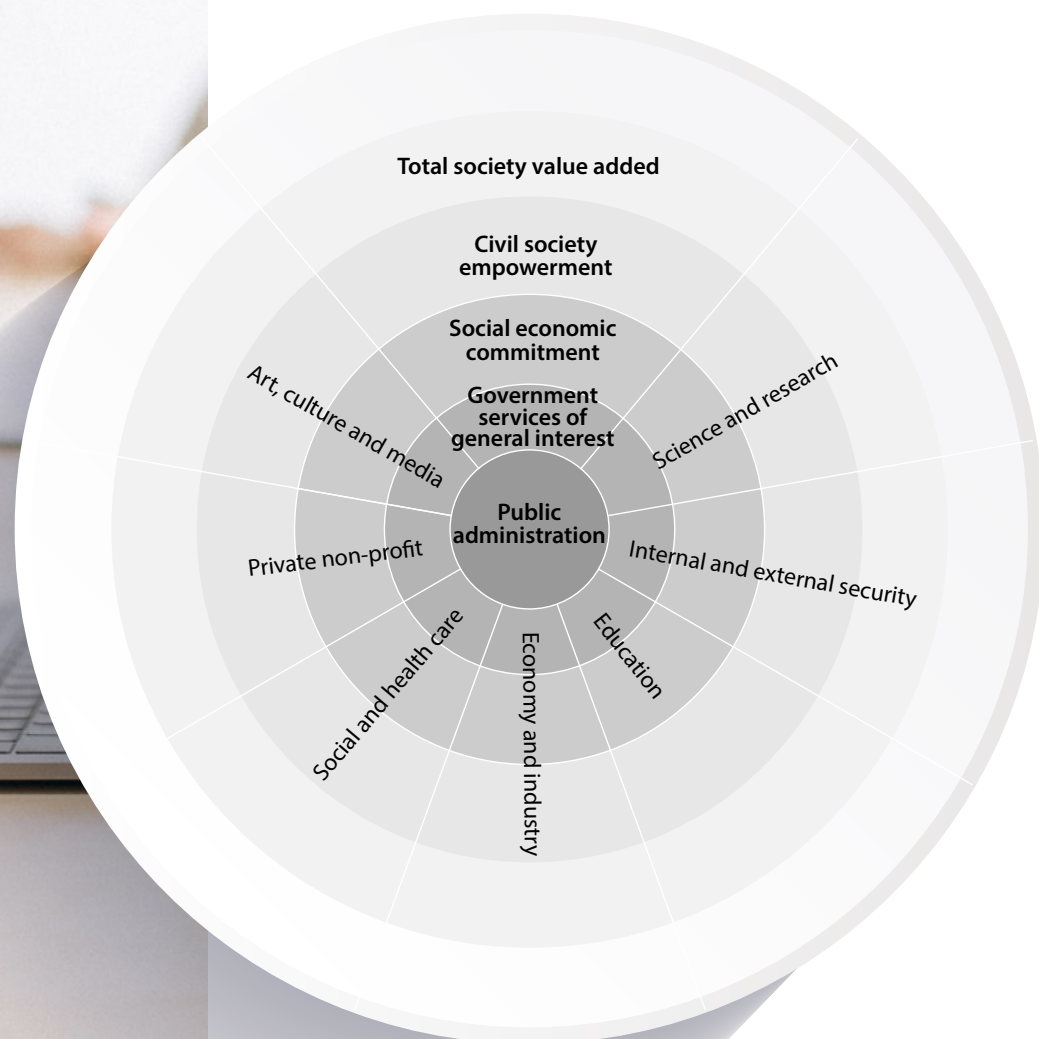 Total society value added
Civil society
empowerment
Social economic
commitment
Government
services of
general interest
Public
administration
Art, culture and media
Science and research
Private non-profit
Internal and external security
Social and health care
Economy and industry
Education